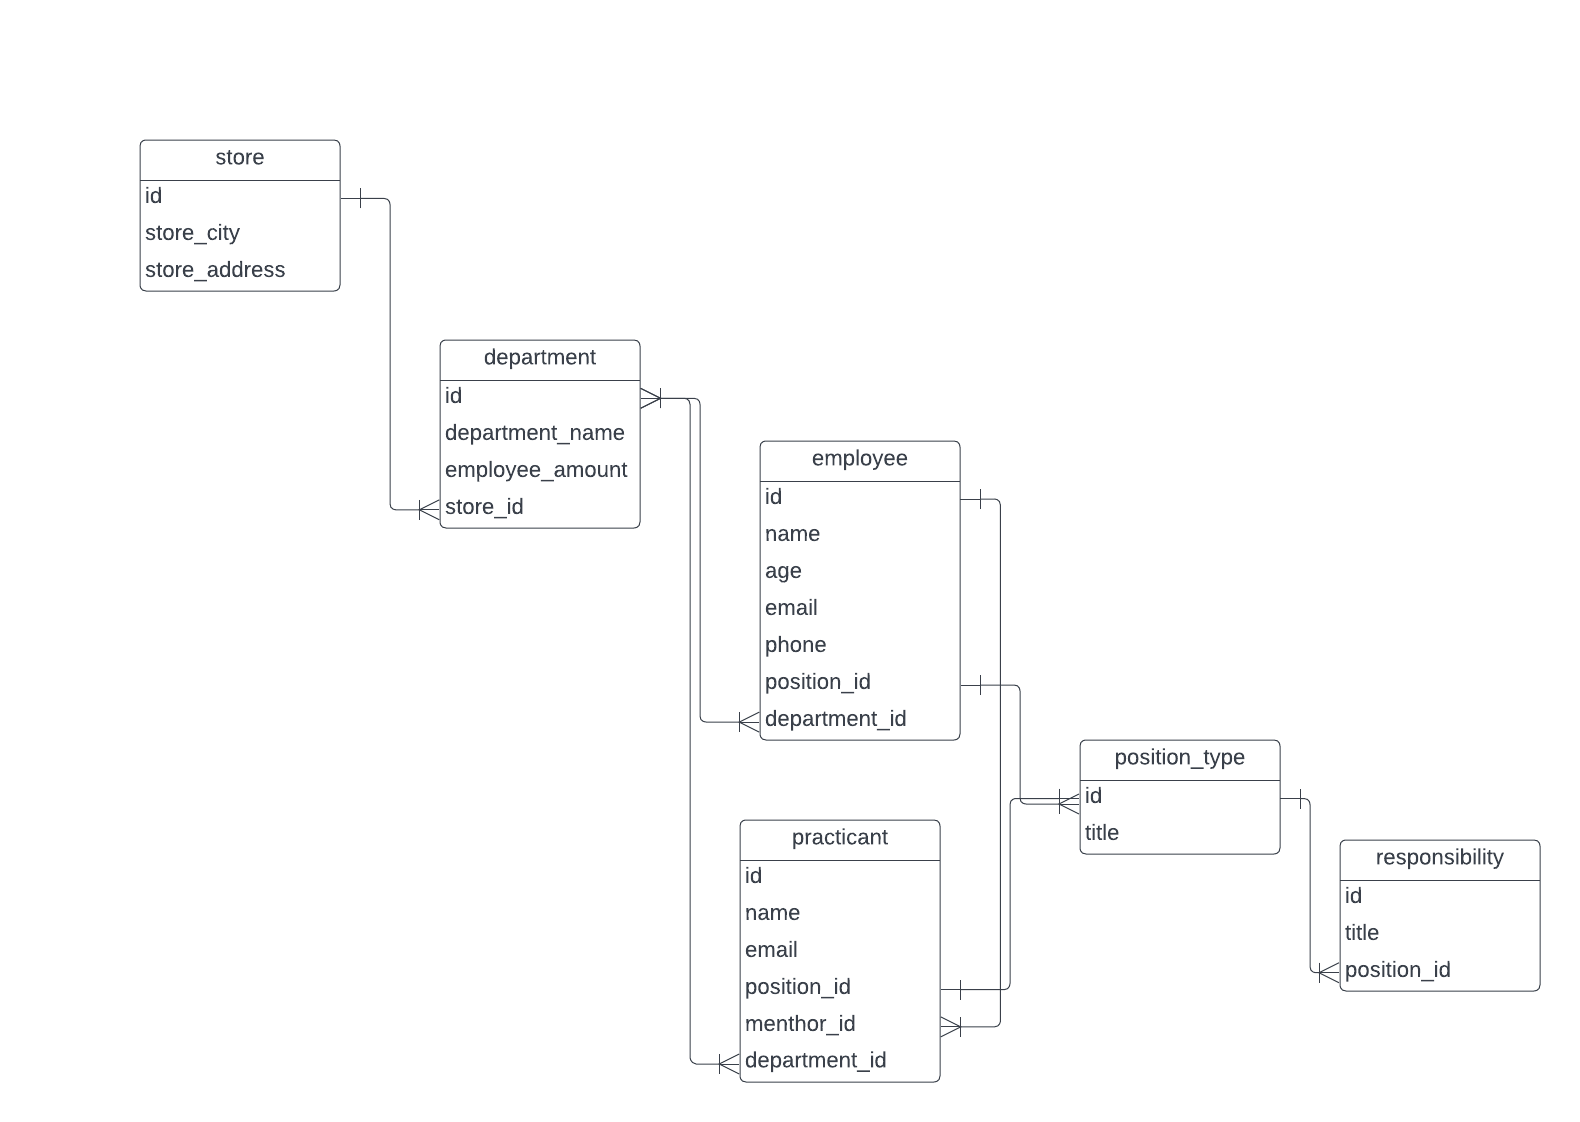 store
id
store_city
store_address
department
id
department_name
employee_amount
store_id
employee
id
name
age
email
phone
position_id
department_id
position_type
id
title
practicant
id
name
email
position_id
menthor_id
department_id
responsibility
id
title
position_id